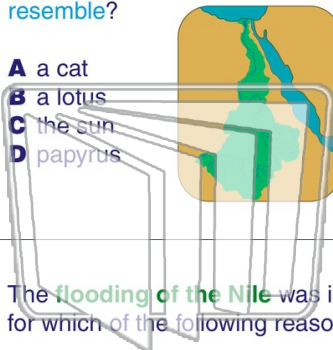 resemble?
A a cat
B a lotus
C the sun
D papyrus
The flooding of the Nile was i
for which of the following reaso